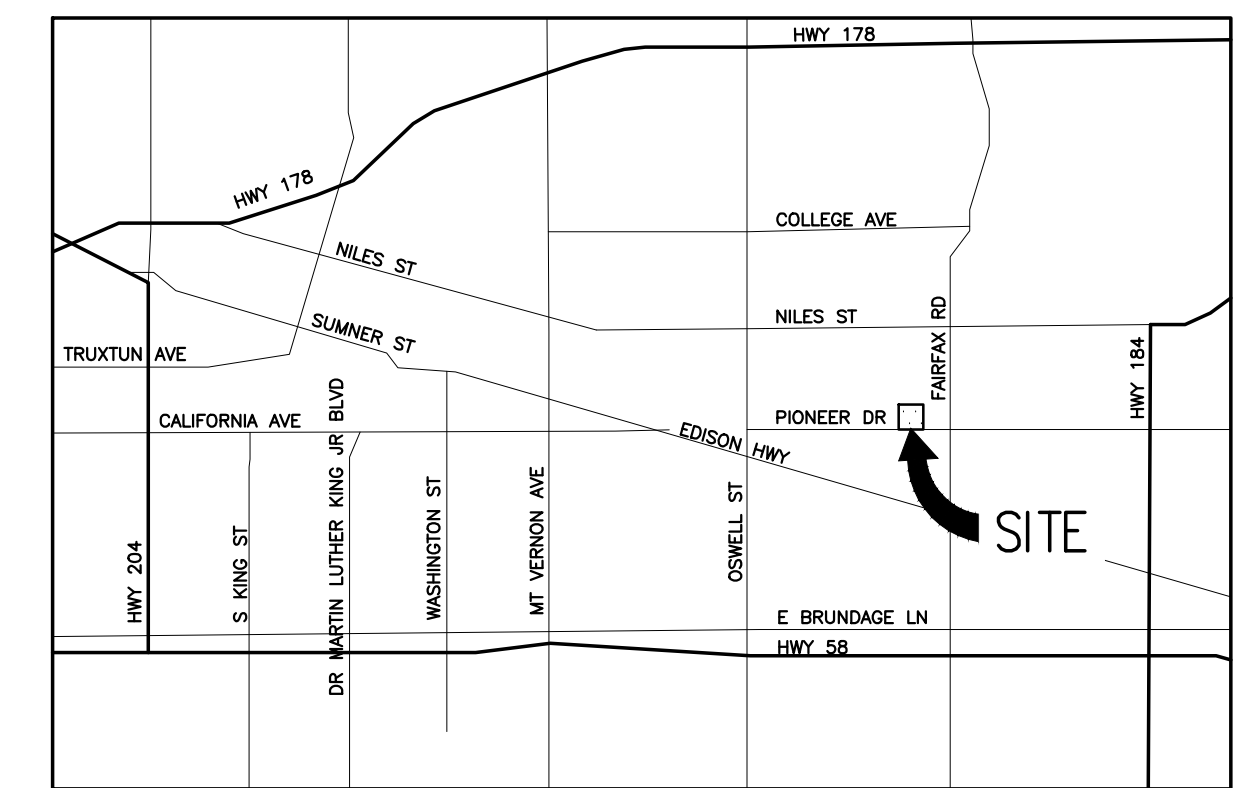 HWY 178
HWY 178
COLLEGE AVE
NILES ST
NILES ST
SUMNER ST
TRUXTUN AVE
FAIRFAX RD
HWY 184
CALIFORNIA AVE
DR MARTIN LUTHER KING JR BLVD
PIONEER DR
EDISON HWY
HWY 204
S KING ST
WASHINGTON ST
MT VERNON AVE
OSWELL ST
SITE
E BRUNDAGE LN
HWY 58